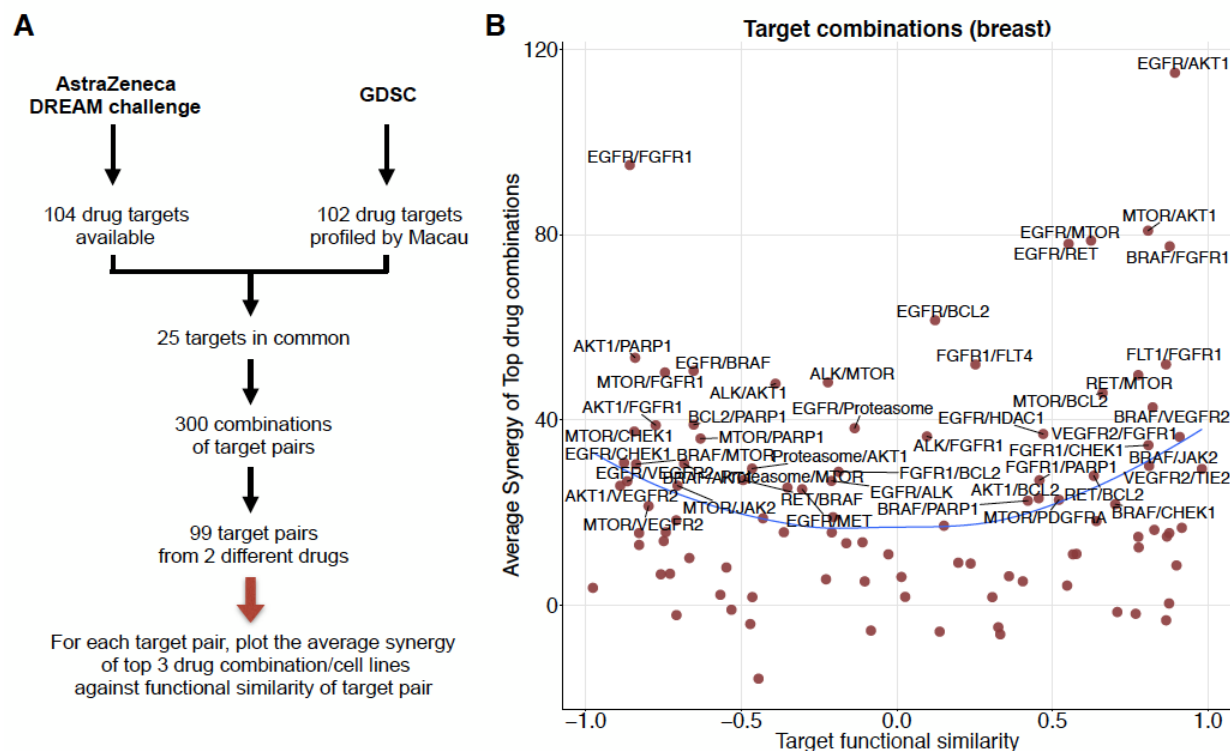 A
AstraZeneca
DREAM challenge
GDSC
104 drug targets
available
102 drug targets
profiled by Macau
25 targets in common
300 combinations
of target pairs
99 target pairs
from 2 different drugs
For each target pair, plot the average synergy
of top 3 drug combination/cell lines
against functional similarity of target pair
B
Target combinations (breast)
Average Synergy of Top drug combinations
120
80
40
0
EGFR/AKT1
EGFR/FGFR1
MTOR/AKT1
EGFR/MTOR
EGFR/RET
BRAF/FGFR1
EGFR/BCL2
AKT1/PARP1
EGFR/BRAF
MTOR/FGFR1
ALK/AKT1
ALK/MTOR
FGFR1/FLT4
FLT1/FGFR1
RET/MTOR
MTOR/BCL2
AKT1/FGFR1
BCL2/PARP1
EGFR/Proteasome
EGFR/HDAC1
BRAF/VEGFR2
MTOR/CHEK1
MTOR/PARP1
ALK/FGFR1
VEGFR2/FGFR1
EGFR/CHEK1
BRAF/MTOR
Proteasome/AKT1
FGFR1/CHEK1
BRAF/JAK2
EGFR/VEGFR2
BRAF/AKT1
Proteasome/MTOR
FGFR1/BCL2
FGFR1/PARP1
VEGFR2/TIE2
AKT1/VEGFR2
MTOR/JAK2
RET/BRAF
EGFR/ALK
AKT1/BCL2
RET/BCL2
BRAF/PARP1
MTOR/VEGFR2
EGFR/MET
MTOR/PDGFRA
BRAF/CHEK1
−1.0
−0.5
0.0
0.5
1.0
Target functional similarity